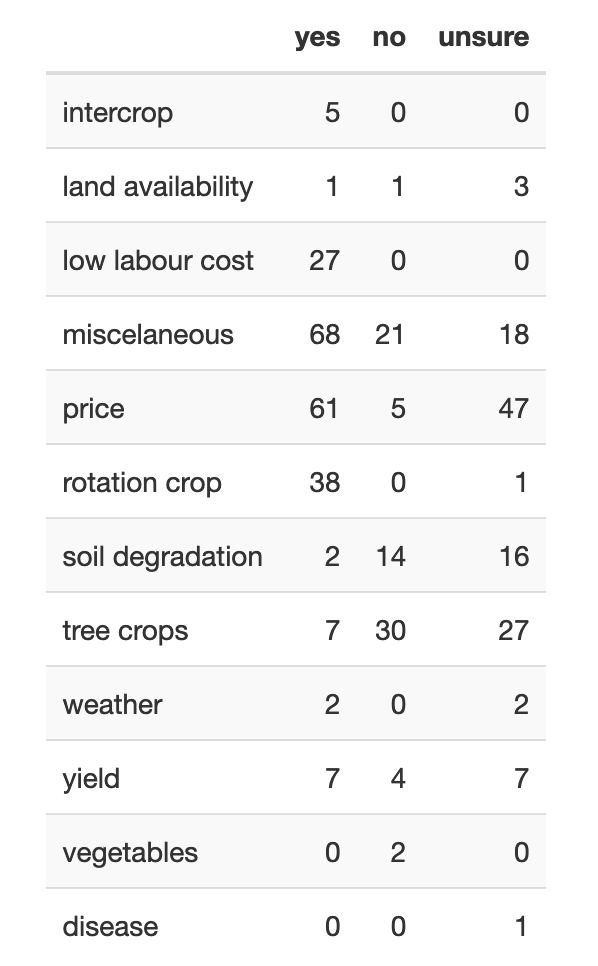 yes no unsure
intercrop 5 0 0
land availability 1 1 3
low labour cost 27 0 0
miscelaneous 68 21 18
price 61 5 47
rotation crop 38 0 1
soil degradation 2 14 16
tree crops 7 30 27
weather 2 0 2
yield 7 4 7
vegetables 0 2 0
disease 0 0 1